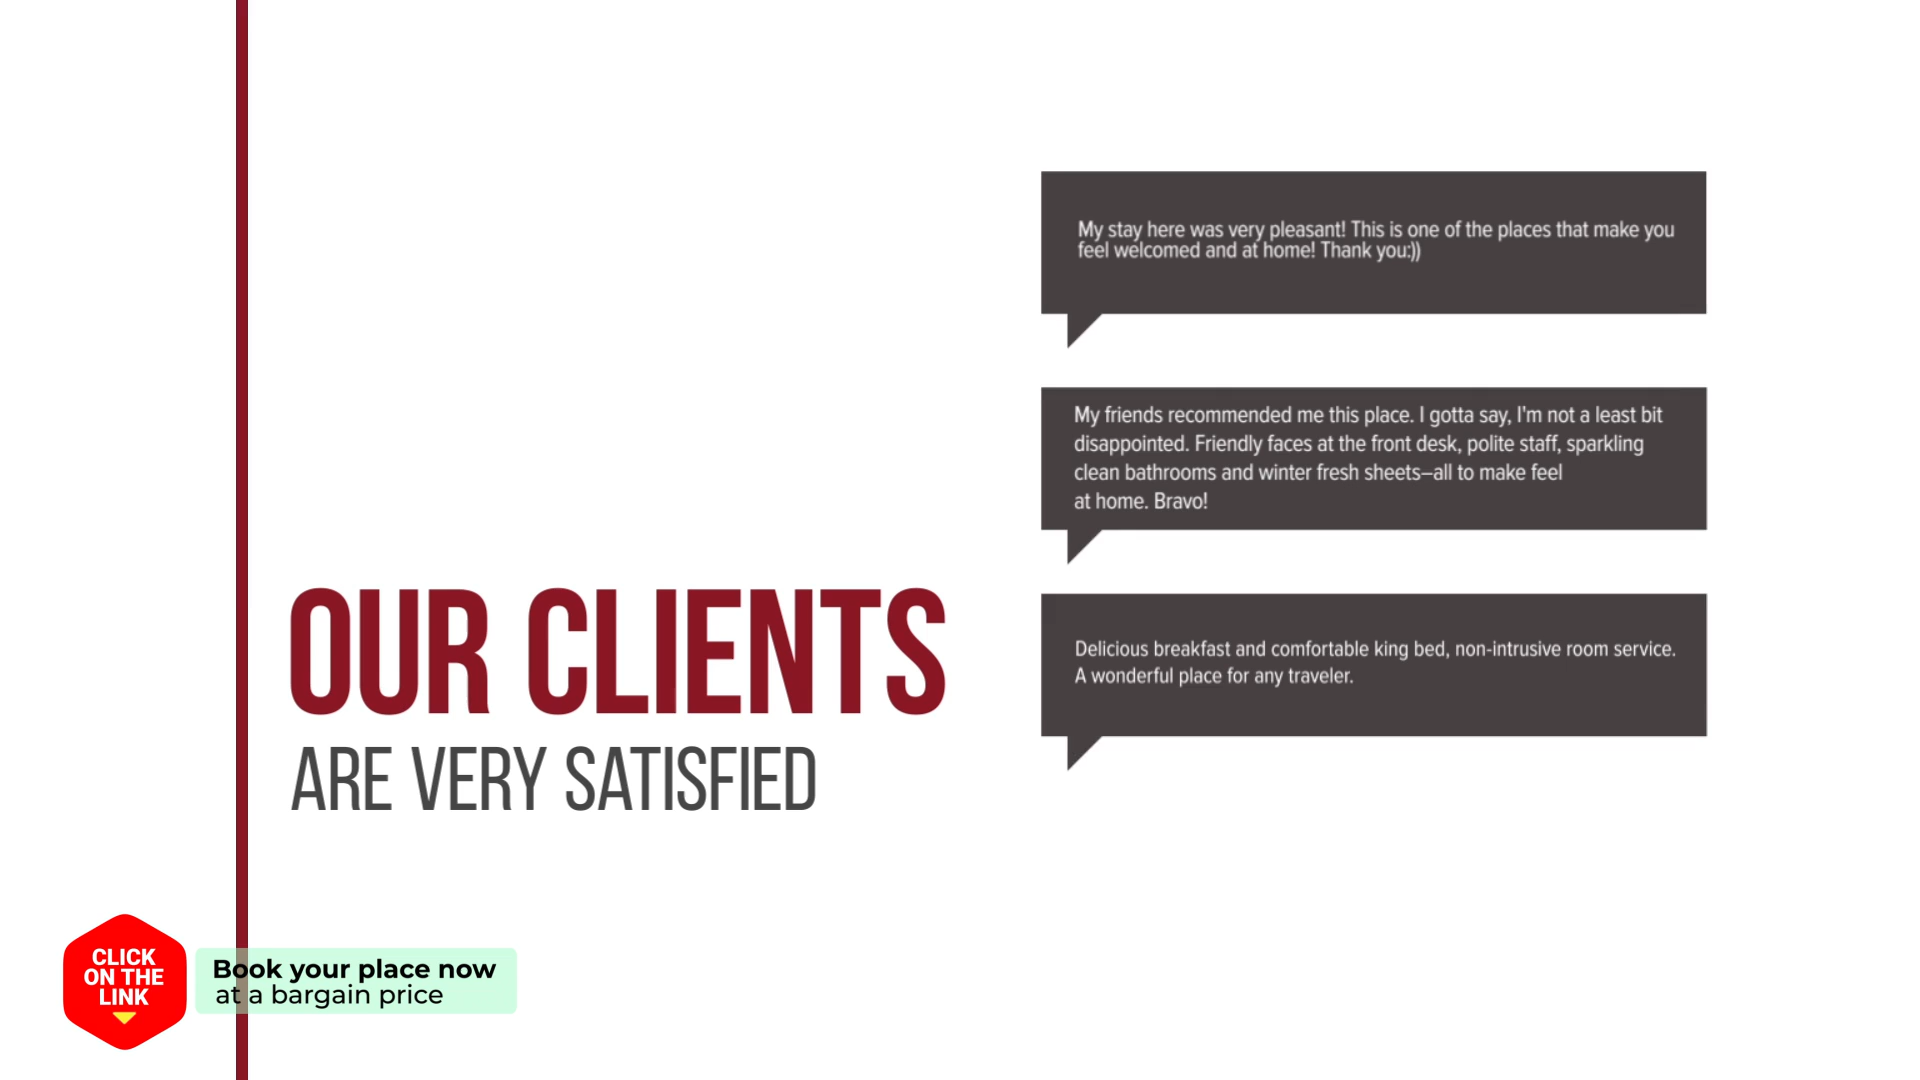 My stay here was very pleasant! This is one of the places that make you
feel welcomed and at home! Thank you:))
My friends recommended me this place. I gotta say, I'm not a least bit
disappointed. Friendly faces at the front desk, polite staff, sparkling
clean bathrooms and winter fresh sheets—all to make feel
at home. Bravo!
Delicious breakfast and comfortable king bed, non-intrusive room service.
A wonderful place for any traveler.
OUR CLIENTS
ARE VERY SATISFIED
CLICK
ON THE
LINK
Book your place now
at a bargain price